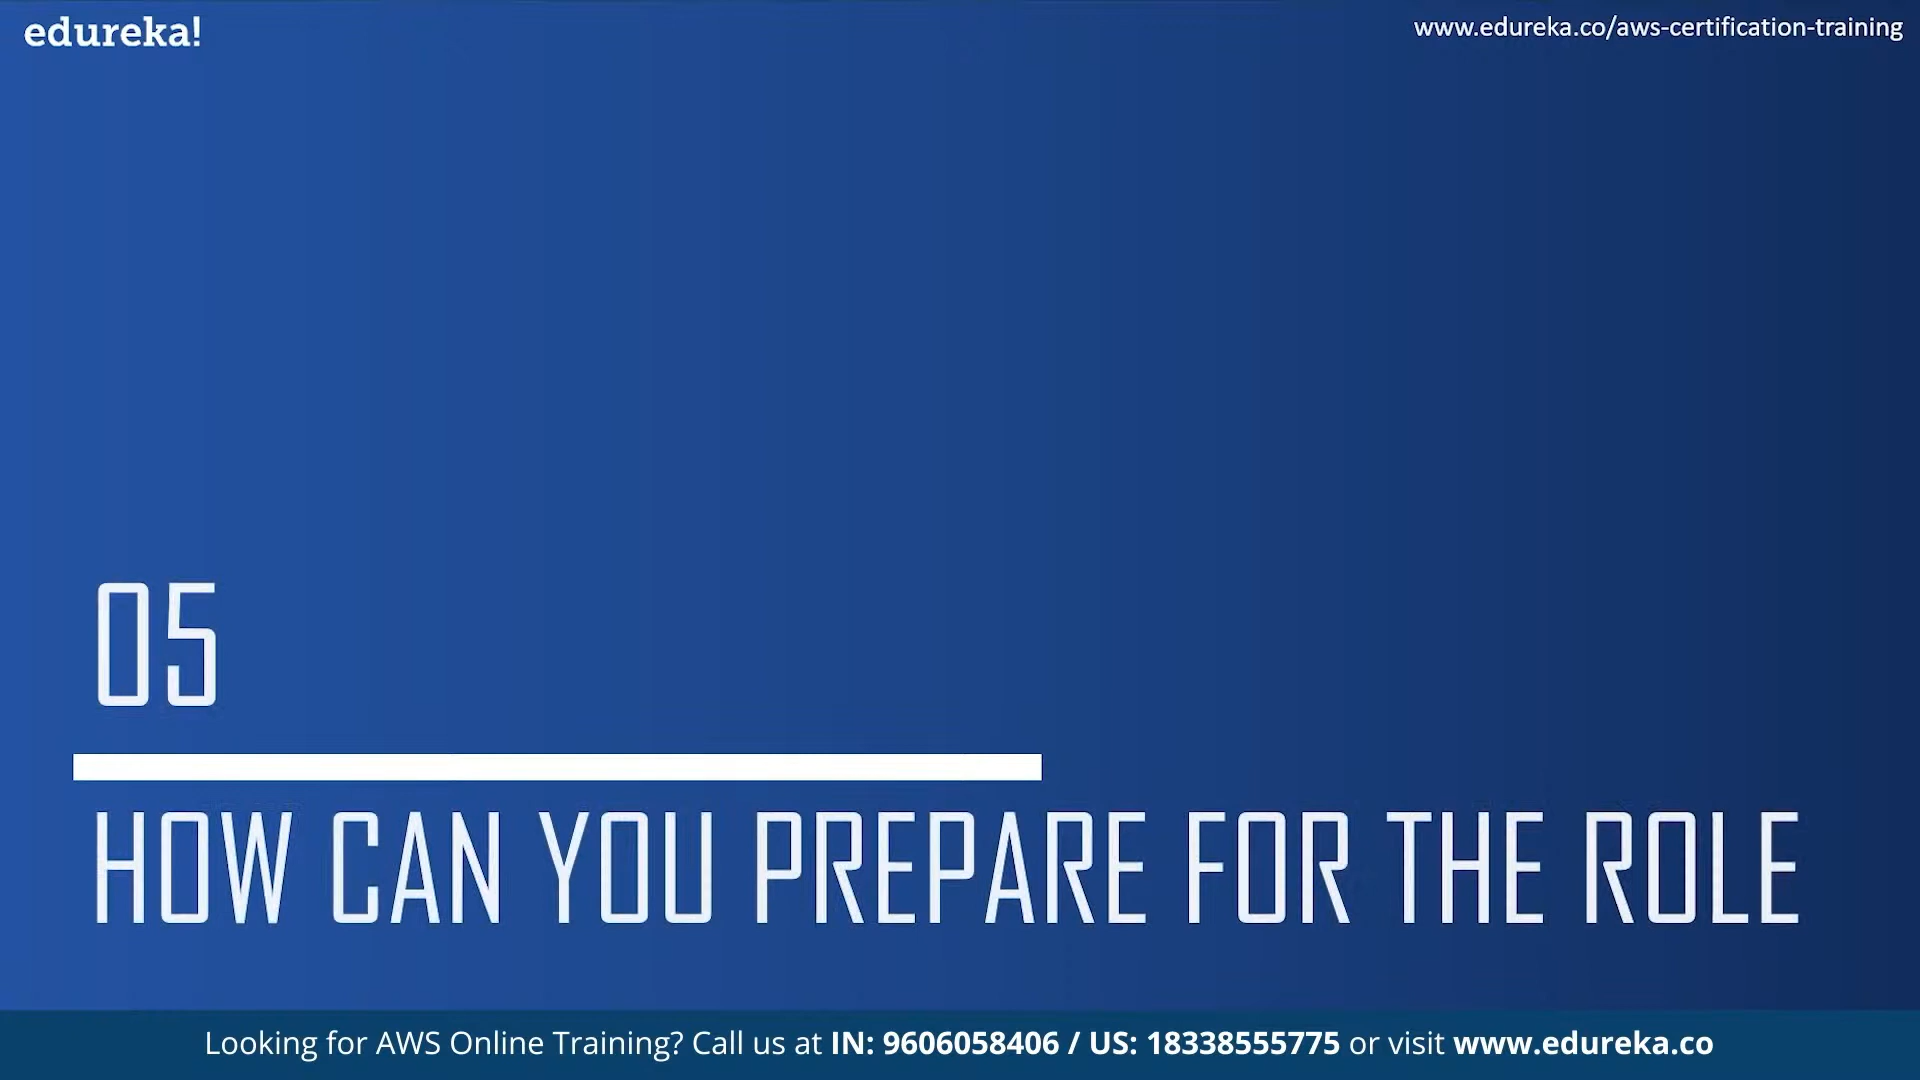 edureka!
www.edureka.co/aws-certification-training
05
HOW CAN YOU PREPARE FOR THE ROLE
Looking for AWS Online Training? Call us at IN: 9606058406 / US: 18338555775 or visit www.edureka.co